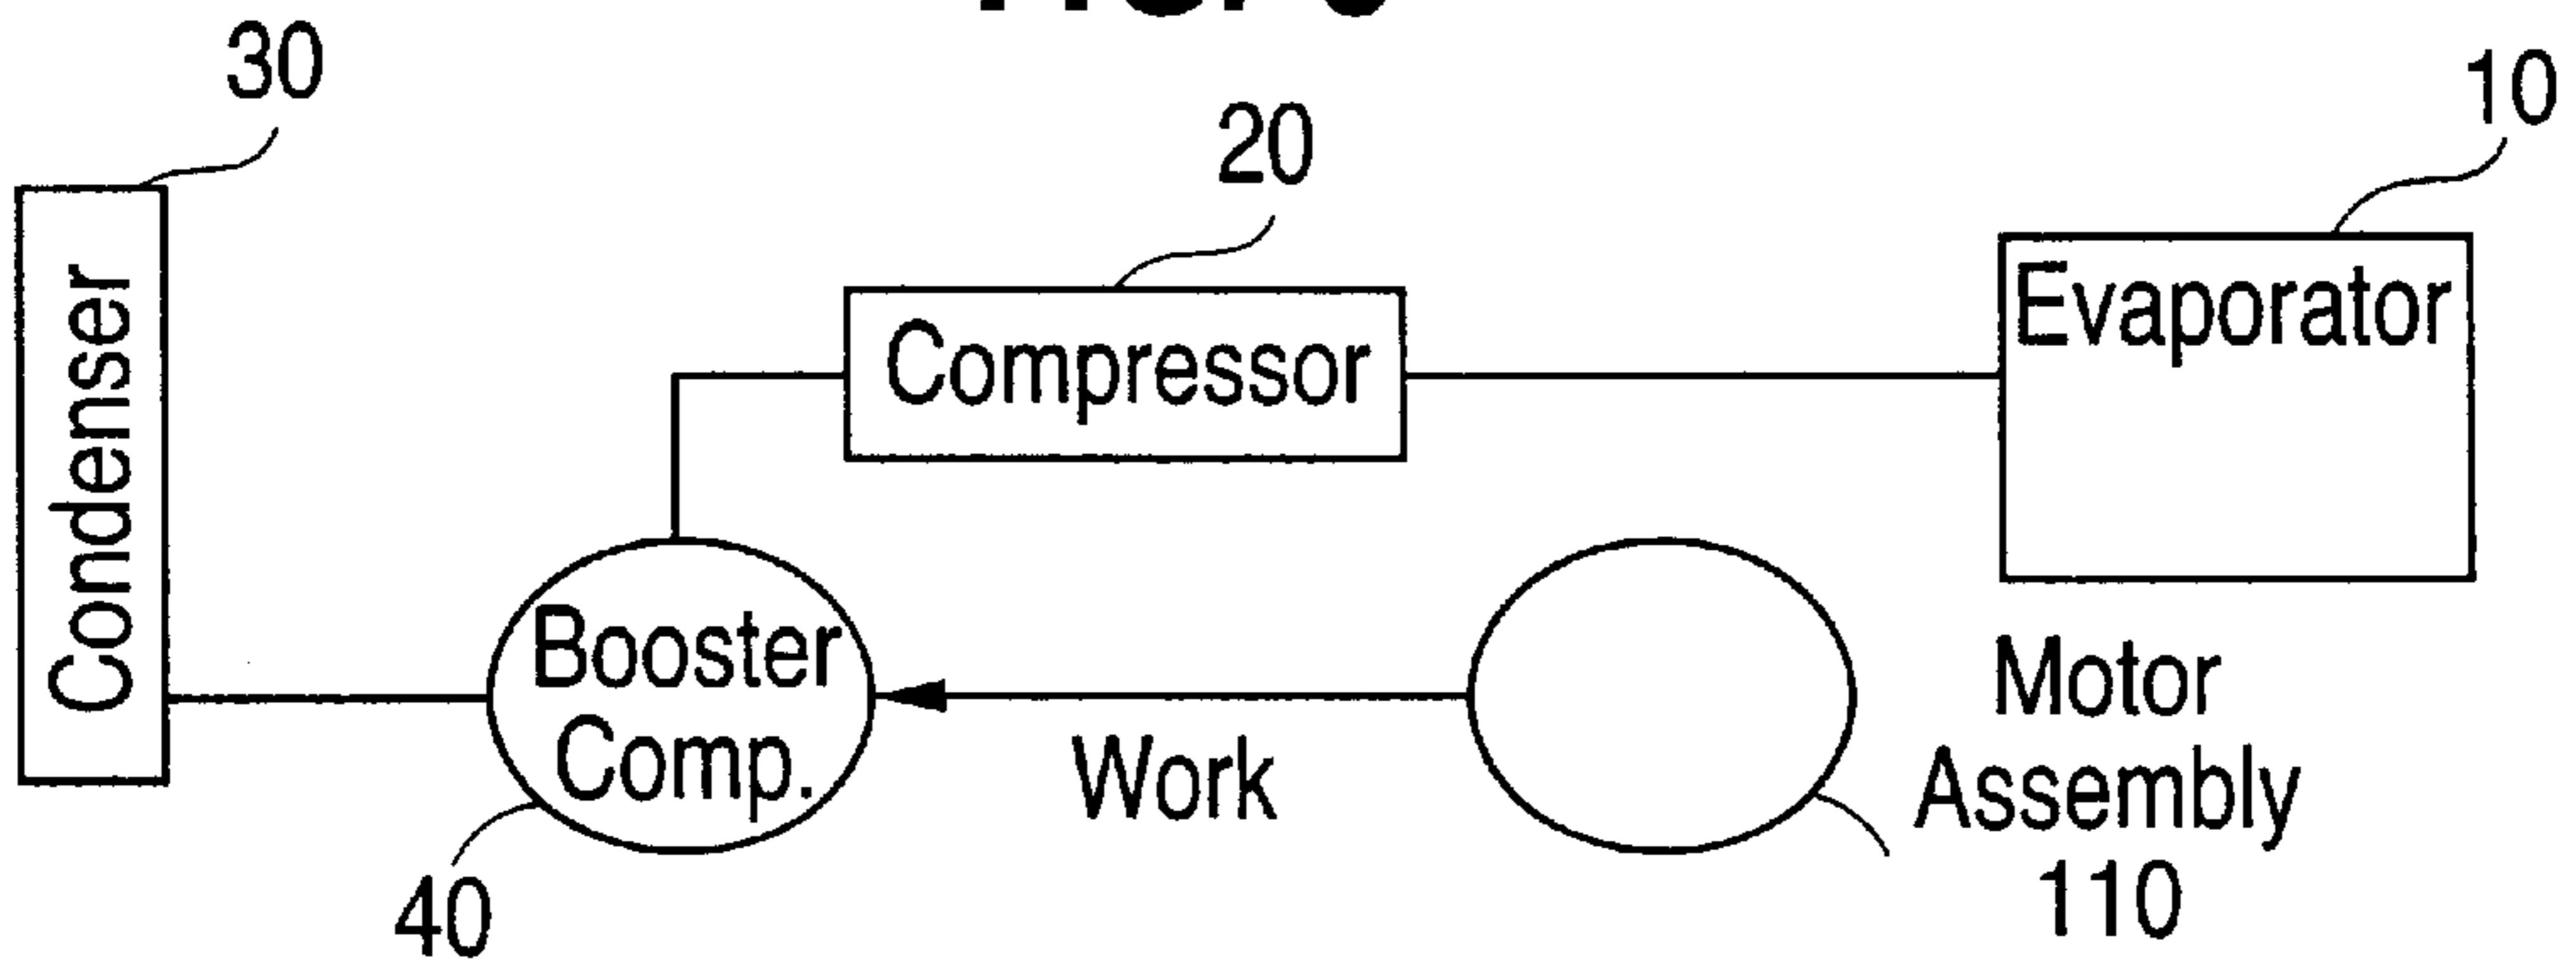 30
20
10
Condenser
Compressor
Evaporator
Booster
Comp.
Work
Motor
Assembly
110
40